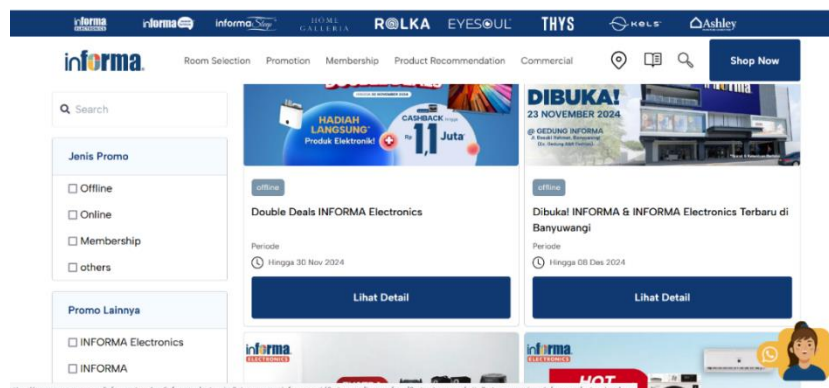 informa ELECTRONICS
informa
informa Sleep
HOME GALLERIA
ROLKA
EYESOUL
THYS
KELS
Ashley
informa
Room Selection
Promotion
Membership
Product Recommendation
Commercial
Shop Now
Search
Jenis Promo
Offline
Online
Membership
others
Promo Lainnya
INFORMA Electronics
INFORMA
HADIAH
LANGSUNG*
Produk Elektronik!
CASHBACK
Rp 1,1 Juta*
offline
Double Deals INFORMA Electronics
Periode
Hingga 30 Nov 2024
Lihat Detail
DIBUKA!
23 NOVEMBER 2024
@ GEDUNG INFORMA
offline
Dibuka! INFORMA & INFORMA Electronics Terbaru di
Banyuwangi
Periode
Hingga 08 Des 2024
Lihat Detail
informa
ELECTRONICS
informa
ELECTRONICS
HOT